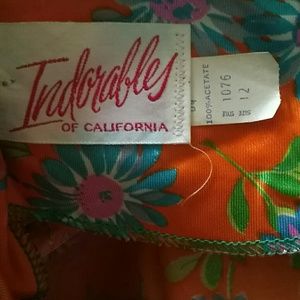 Indorables
OF CALIFORNIA
100% ACETATE
1076
12